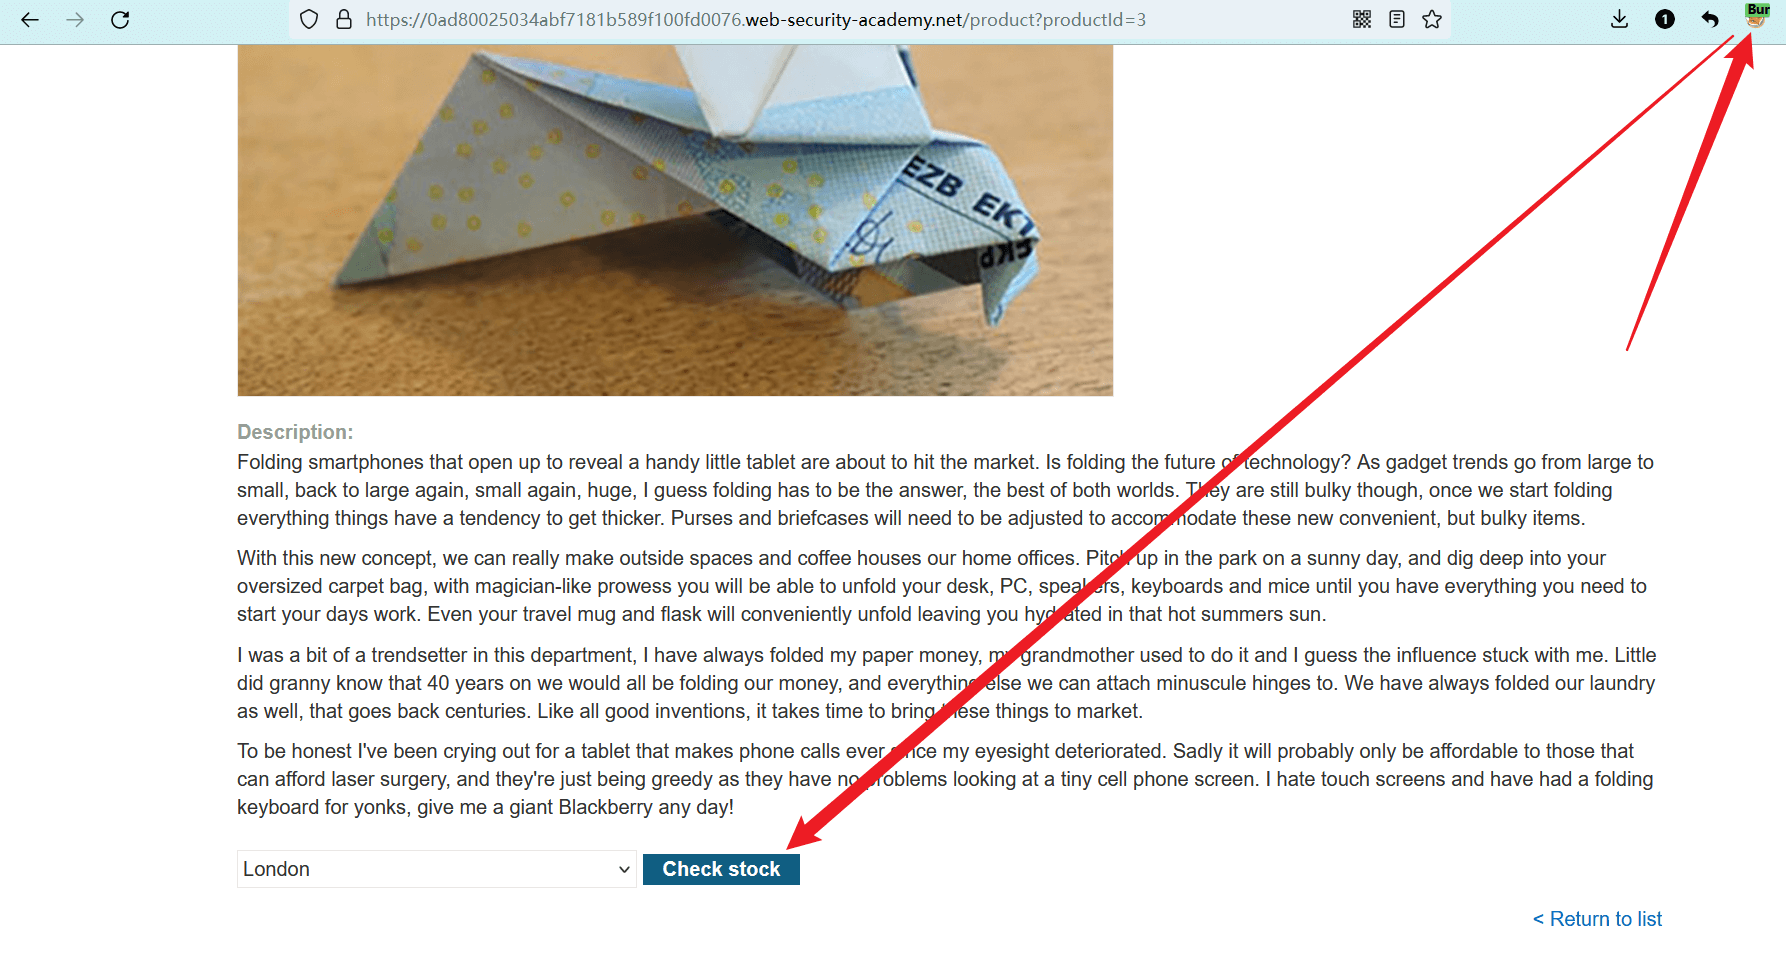 Bur
https://0ad80025034abf7181b589f100fd0076.web-security-academy.net/product?productId=3
1
EZB EKT
EKP
Description:
Folding smartphones that open up to reveal a handy little tablet are about to hit the market. Is folding the future of technology? As gadget trends go from large to
small, back to large again, small again, huge, I guess folding has to be the answer, the best of both worlds. They are still bulky though, once we start folding
everything things have a tendency to get thicker. Purses and briefcases will need to be adjusted to accommodate these new convenient, but bulky items.
With this new concept, we can really make outside spaces and coffee houses our home offices. Pitch up in the park on a sunny day, and dig deep into your
oversized carpet bag, with magician-like prowess you will be able to unfold your desk, PC, speakers, keyboards and mice until you have everything you need to
start your days work. Even your travel mug and flask will conveniently unfold leaving you hydrated in that hot summers sun.
I was a bit of a trendsetter in this department, I have always folded my paper money, my grandmother used to do it and I guess the influence stuck with me. Little
did granny know that 40 years on we would all be folding our money, and everything else we can attach minuscule hinges to. We have always folded our laundry
as well, that goes back centuries. Like all good inventions, it takes time to bring these things to market.
To be honest I've been crying out for a tablet that makes phone calls ever since my eyesight deteriorated. Sadly it will probably only be affordable to those that
can afford laser surgery, and they're just being greedy as they have no problems looking at a tiny cell phone screen. I hate touch screens and have had a folding
keyboard for yonks, give me a giant Blackberry any day!
London
Check stock
< Return to list